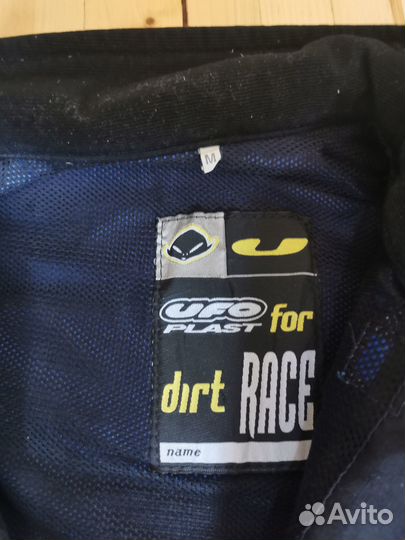 M
UFO
PLAST for
dirt RACE
name
Avito